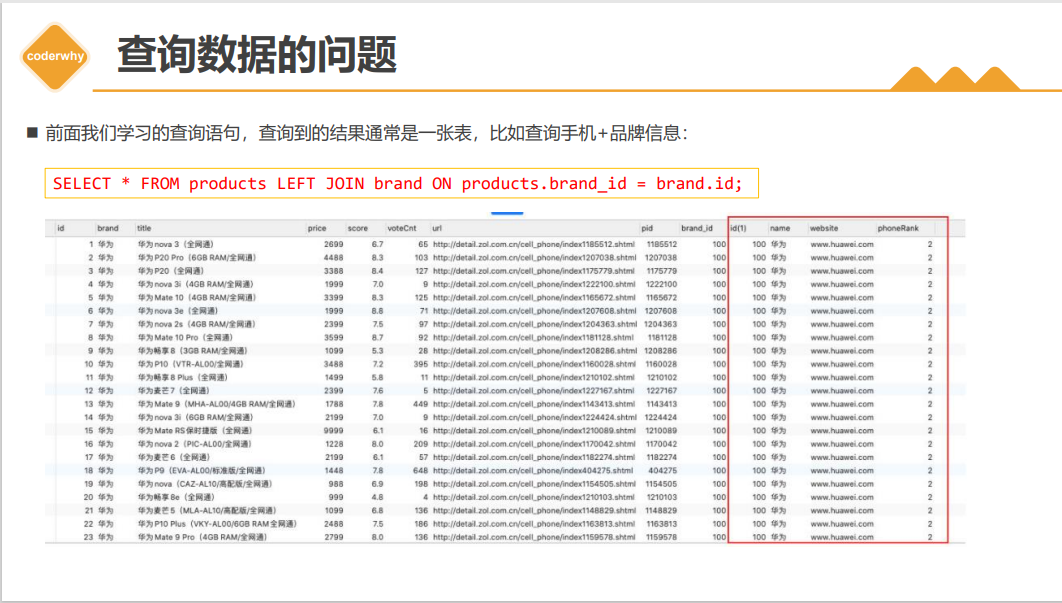 coderwhy
查询数据的问题
■ 前面我们学习的查询语句，查询到的结果通常是一张表，比如查询手机+品牌信息：
SELECT * FROM products LEFT JOIN brand ON products.brand_id = brand.id;
id brand title price score voteCnt url pid brand_id id(1) name website phoneRank
1 华为 华为 nova 3（全网通） 2699 6.7 65 http://detail.zol.com.cn/cell_phone/index1185512.shtml 1185512 100 100 华为 www.huawei.com 2
2 华为 华为 P20 Pro（6GB RAM/全网通） 4488 8.3 103 http://detail.zol.com.cn/cell_phone/index1207038.shtml 1207038 100 100 华为 www.huawei.com 2
3 华为 华为 P20（全网通） 3388 8.4 127 http://detail.zol.com.cn/cell_phone/index1175779.shtml 1175779 100 100 华为 www.huawei.com 2
4 华为 华为 nova 3i（4GB RAM/全网通） 1999 7.0 9 http://detail.zol.com.cn/cell_phone/index1222100.shtml 1222100 100 100 华为 www.huawei.com 2
5 华为 华为 Mate 10（4GB RAM/全网通） 3399 8.3 125 http://detail.zol.com.cn/cell_phone/index1165672.shtml 1165672 100 100 华为 www.huawei.com 2
6 华为 华为 nova 3e（全网通） 1999 8.8 71 http://detail.zol.com.cn/cell_phone/index1207608.shtml 1207608 100 100 华为 www.huawei.com 2
7 华为 华为 nova 2s（4GB RAM/全网通） 2399 7.5 97 http://detail.zol.com.cn/cell_phone/index1204363.shtml 1204363 100 100 华为 www.huawei.com 2
8 华为 华为 Mate 10 Pro（全网通） 3599 8.7 92 http://detail.zol.com.cn/cell_phone/index1181128.shtml 1181128 100 100 华为 www.huawei.com 2
9 华为 华为畅享 8（3GB RAM/全网通） 1099 5.3 28 http://detail.zol.com.cn/cell_phone/index1208286.shtml 1208286 100 100 华为 www.huawei.com 2
10 华为 华为 P10（VTR-AL00/全网通） 3488 7.2 395 http://detail.zol.com.cn/cell_phone/index1160028.shtml 1160028 100 100 华为 www.huawei.com 2
11 华为 华为畅享 8 Plus（全网通） 1499 5.8 11 http://detail.zol.com.cn/cell_phone/index1210102.shtml 1210102 100 100 华为 www.huawei.com 2
12 华为 华为麦芒 7（全网通） 2399 7.6 5 http://detail.zol.com.cn/cell_phone/index1227167.shtml 1227167 100 100 华为 www.huawei.com 2
13 华为 华为 Mate 9（MHA-AL00/4GB RAM/全网通） 1788 7.8 449 http://detail.zol.com.cn/cell_phone/index1143413.shtml 1143413 100 100 华为 www.huawei.com 2
14 华为 华为 nova 3i（6GB RAM/全网通） 2199 7.0 9 http://detail.zol.com.cn/cell_phone/index1224424.shtml 1224424 100 100 华为 www.huawei.com 2
15 华为 华为 Mate RS 保时捷版（全网通） 9999 6.1 16 http://detail.zol.com.cn/cell_phone/index1210089.shtml 1210089 100 100 华为 www.huawei.com 2
16 华为 华为 nova 2（PIC-AL00/全网通） 1228 8.0 209 http://detail.zol.com.cn/cell_phone/index1170042.shtml 1170042 100 100 华为 www.huawei.com 2
17 华为 华为麦芒 6（全网通） 2199 6.1 57 http://detail.zol.com.cn/cell_phone/index1182274.shtml 1182274 100 100 华为 www.huawei.com 2
18 华为 华为 P9（EVA-AL00/标准版/全网通） 1448 7.8 648 http://detail.zol.com.cn/cell_phone/index404275.shtml 404275 100 100 华为 www.huawei.com 2
19 华为 华为 nova（CAZ-AL10/高配版/全网通） 988 6.9 198 http://detail.zol.com.cn/cell_phone/index1154505.shtml 1154505 100 100 华为 www.huawei.com 2
20 华为 华为畅享 8e（全网通） 999 4.8 4 http://detail.zol.com.cn/cell_phone/index1210103.shtml 1210103 100 100 华为 www.huawei.com 2
21 华为 华为麦芒 5（MLA-AL10/高配版/全网通） 1099 6.8 136 http://detail.zol.com.cn/cell_phone/index1148829.shtml 1148829 100 100 华为 www.huawei.com 2
22 华为 华为 P10 Plus（VKY-AL00/6GB RAM 全网通） 2488 7.5 186 http://detail.zol.com.cn/cell_phone/index1163813.shtml 1163813 100 100 华为 www.huawei.com 2
23 华为 华为 Mate 9 Pro（4GB RAM/全网通） 2799 8.0 136 http://detail.zol.com.cn/cell_phone/index1159578.shtml 1159578 100 100 华为 www.huawei.com 2